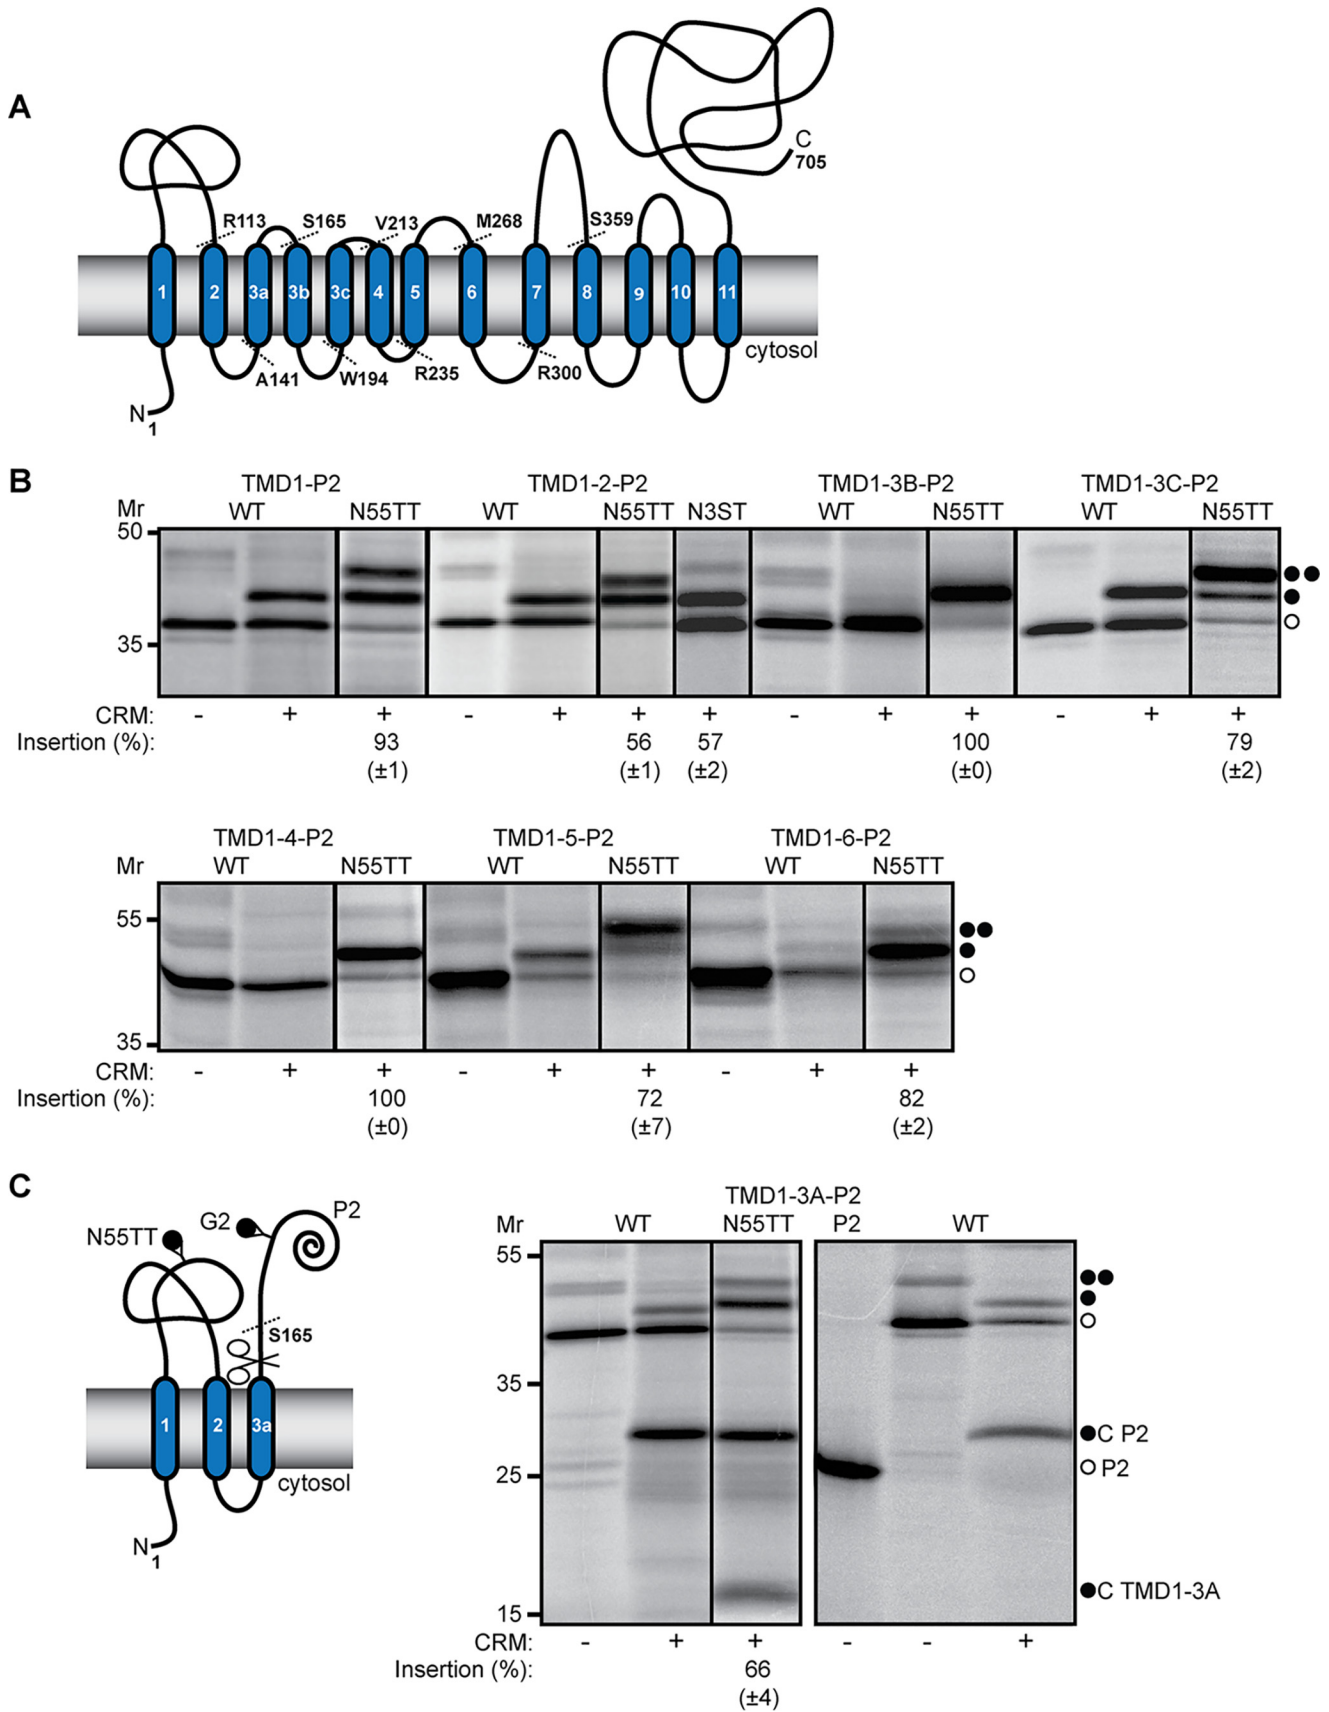 A
C
705
R113 S165 V213 M268 S359
1 2 3a 3b 3c 4 5 6 7 8 9 10 11
cytosol
A141 W194 R235 R300
N
1
B
TMD1-P2 TMD1-2-P2 TMD1-3B-P2 TMD1-3C-P2
Mr WT N55TT WT N55TT N3ST WT N55TT WT N55TT
50
35
CRM: - + + - + + + - + + - + +
Insertion (%): 93 56 57 100 79
(±1) (±1) (±2) (±0) (±2)
TMD1-4-P2 TMD1-5-P2 TMD1-6-P2
Mr WT N55TT WT N55TT WT N55TT
55
35
CRM: - + + - + + - + +
Insertion (%): 100 72 82
(±0) (±7) (±2)
C
N55TT G2 P2
S165
1 2 3a
cytosol
N
1
TMD1-3A-P2
Mr WT N55TT P2 WT
55
35
25
15
C P2
P2
C TMD1-3A
CRM: - + + - - +
Insertion (%): 66
(±4)